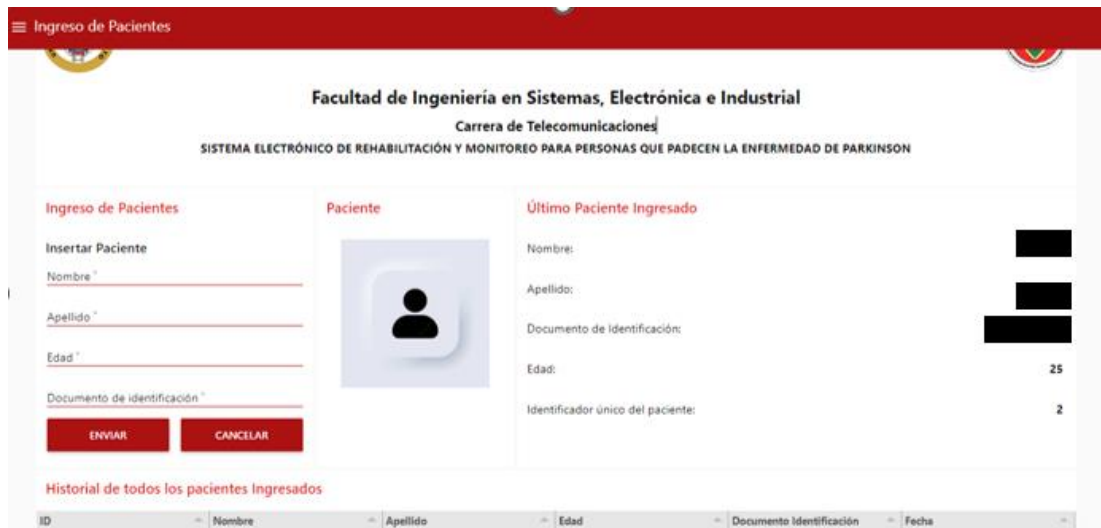 Ingreso de Pacientes
Facultad de Ingeniería en Sistemas, Electrónica e Industrial
Carrera de Telecomunicaciones
SISTEMA ELECTRÓNICO DE REHABILITACIÓN Y MONITOREO PARA PERSONAS QUE PADECEN LA ENFERMEDAD DE PARKINSON
Ingreso de Pacientes
Insertar Paciente
Nombre *
Apellido *
Edad *
Documento de identificación *
ENVIAR CANCELAR
Paciente
Último Paciente Ingresado
Nombre:
Apellido:
Documento de Identificación:
Edad: 25
Identificador único del paciente: 2
Historial de todos los pacientes Ingresados
ID Nombre Apellido Edad Documento Identificación Fecha